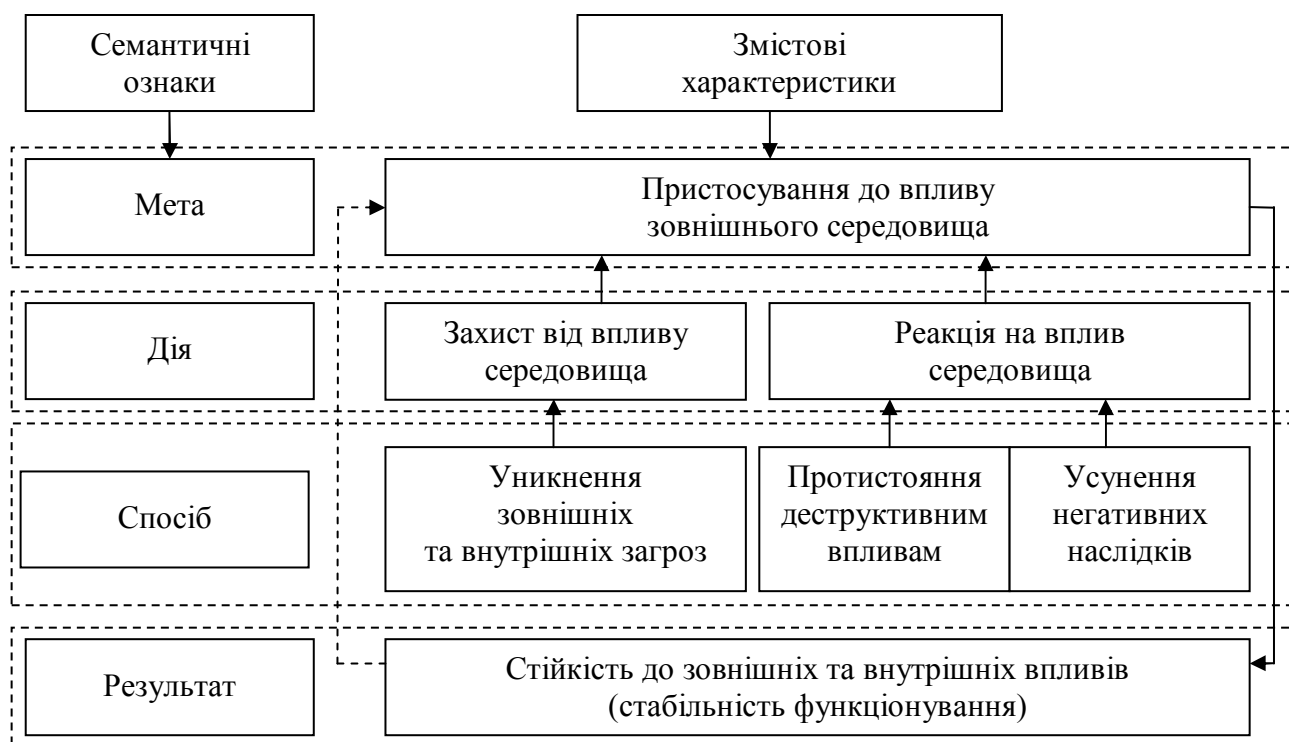 Семантичні
ознаки
Змістові
характеристики
Мета
Пристосування до впливу
зовнішнього середовища
Дія
Захист від впливу
середовища
Реакція на вплив
середовища
Спосіб
Уникнення
зовнішніх
та внутрішніх загроз
Протистояння
деструктивним
впливам
Усунення
негативних
наслідків
Результат
Стійкість до зовнішніх та внутрішніх впливів
(стабільність функціонування)